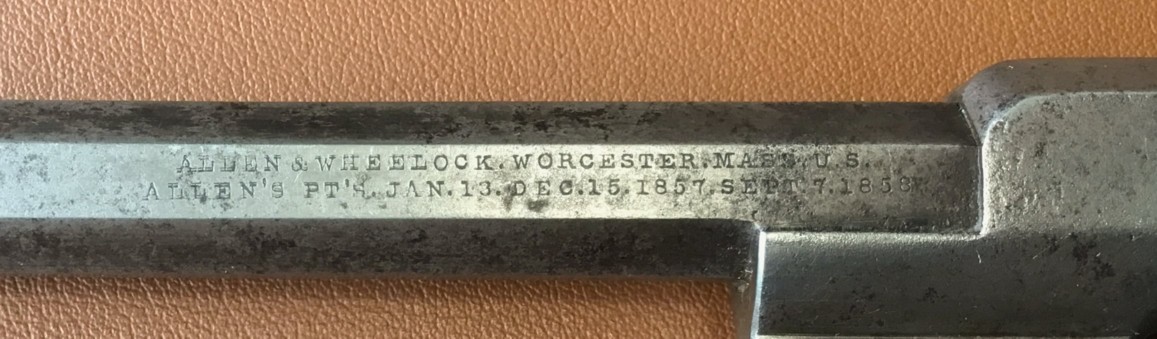 ALLEN & WHEELOCK. WORCESTER. MASS. U.S.
ALLEN'S PT'S. JAN. 13. DEC. 15. 1857. SEPT. 7. 1858.